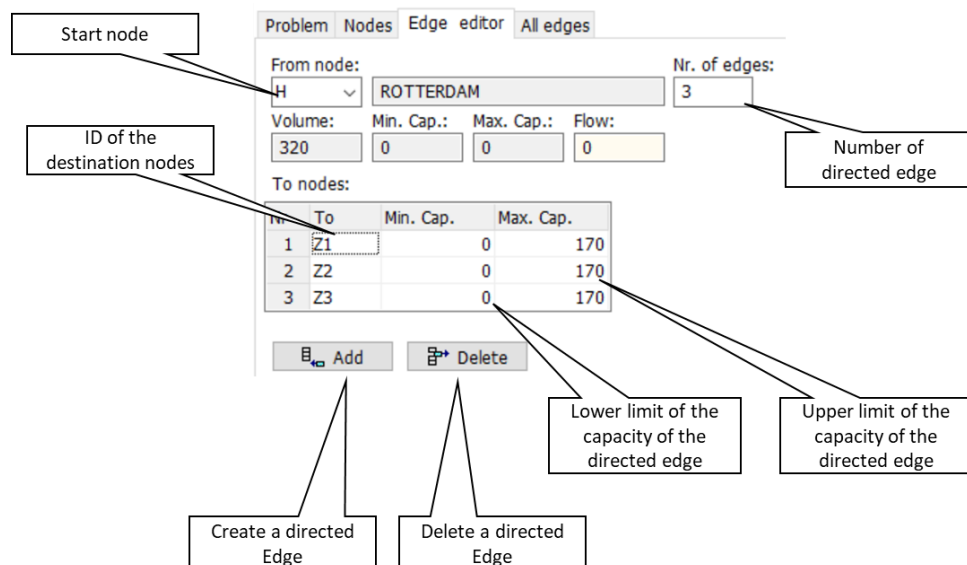 Problem Nodes Edge editor All edges
Start node
From node: Nr. of edges:
H ROTTERDAM 3
Volume: Min. Cap.: Max. Cap.: Flow:
320 0 0 0
ID of the
destination nodes
Number of
directed edge
To nodes:
To Min. Cap. Max. Cap.
1 Z1 0 170
2 Z2 0 170
3 Z3 0 170
Add Delete
Lower limit of the
capacity of the
directed edge
Upper limit of the
capacity of the
directed edge
Create a directed
Edge
Delete a directed
Edge